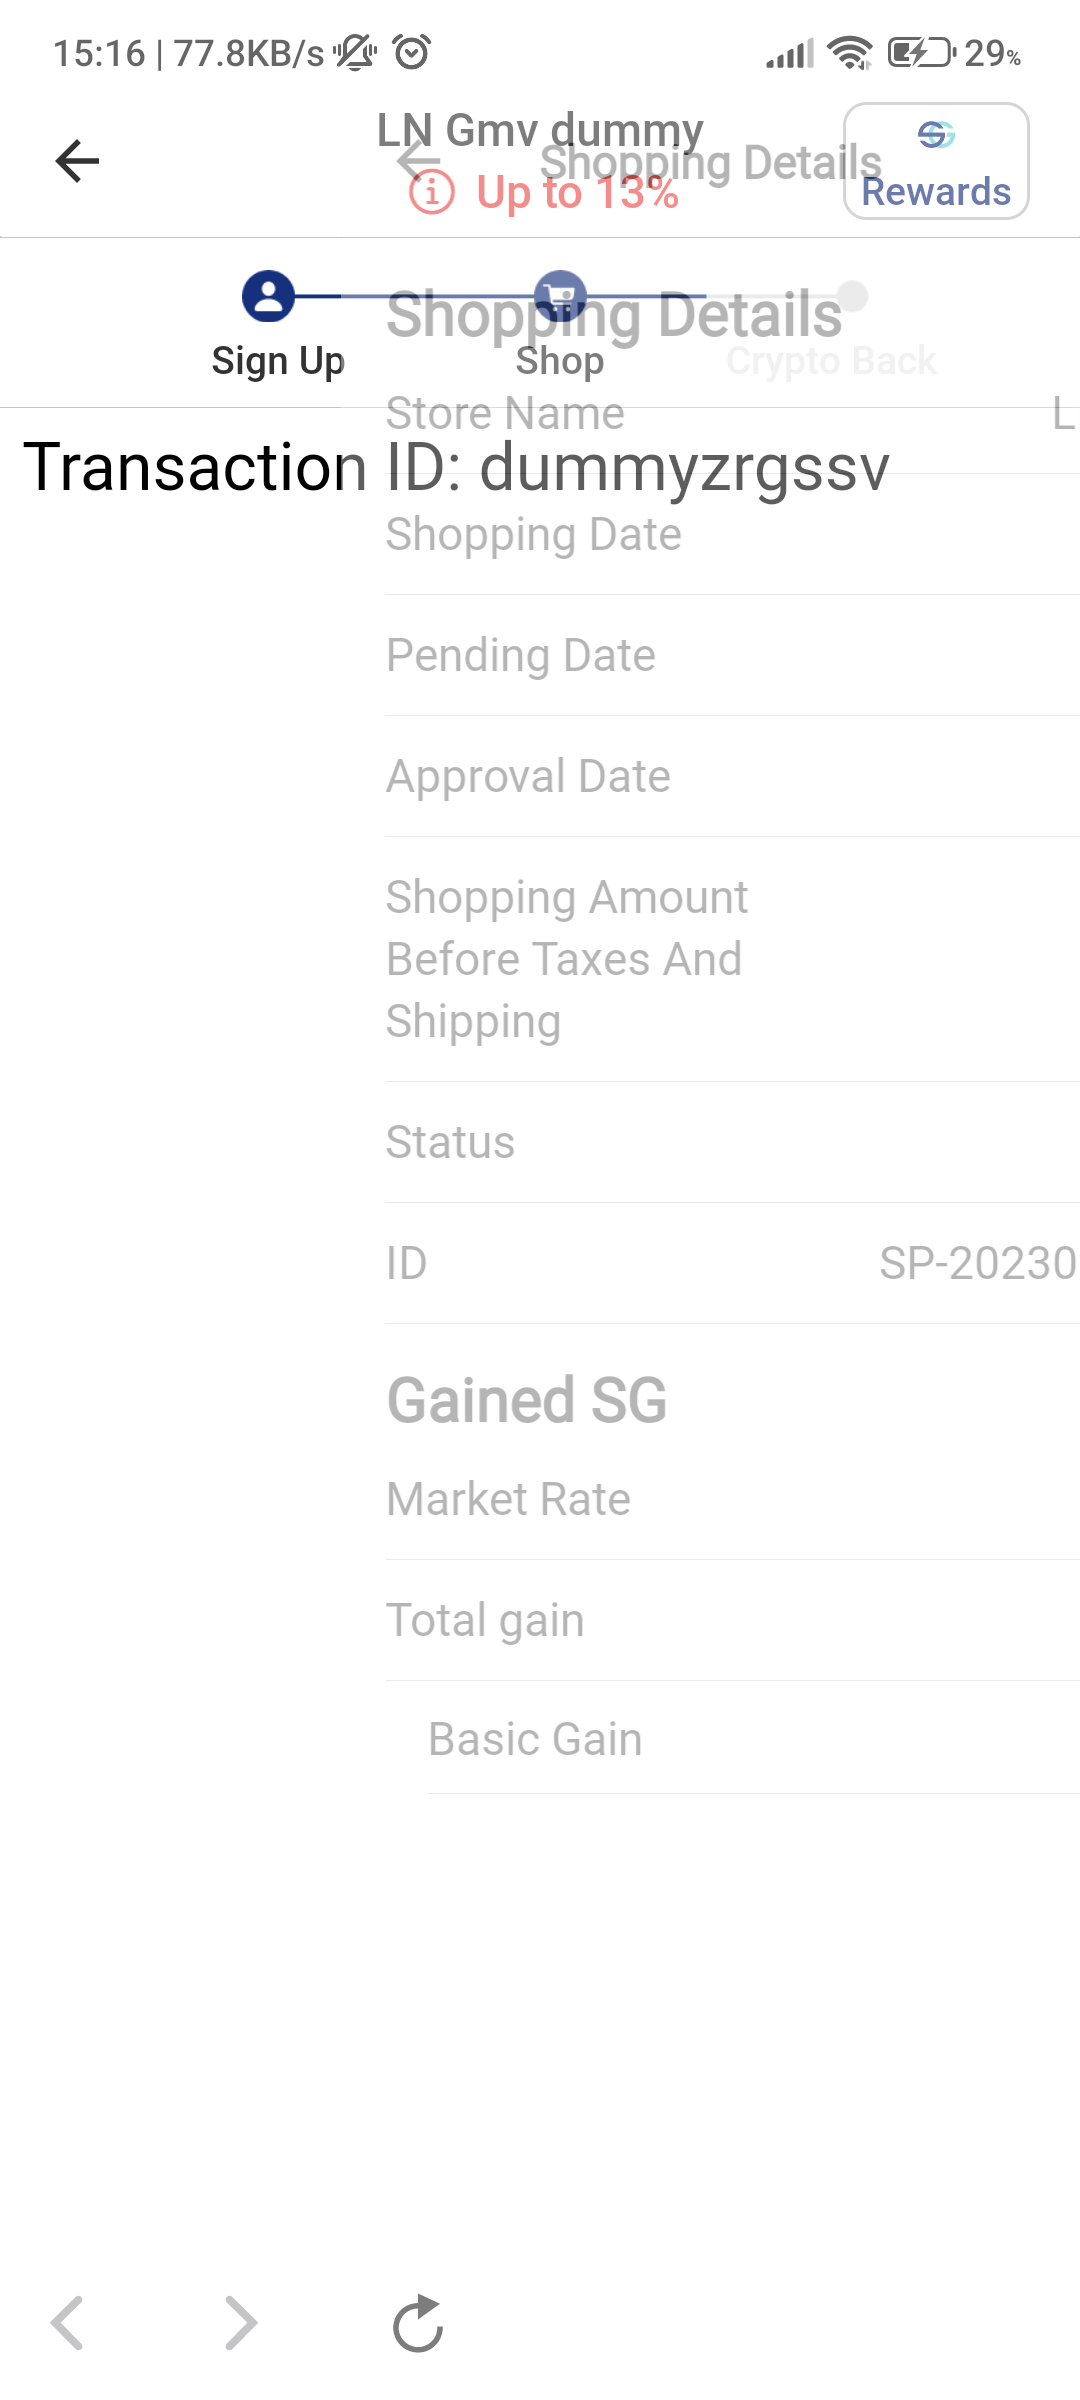 15:16 | 77.8KB/s 29%
LN Gmv dummy
Shopping Details
Up to 13%
Rewards
Shopping Details
Sign Up Shop Crypto Back
Store Name L
Transaction ID: dummyzrgssv
Shopping Date
Pending Date
Approval Date
Shopping Amount
Before Taxes And
Shipping
Status
ID SP-20230
Gained SG
Market Rate
Total gain
Basic Gain